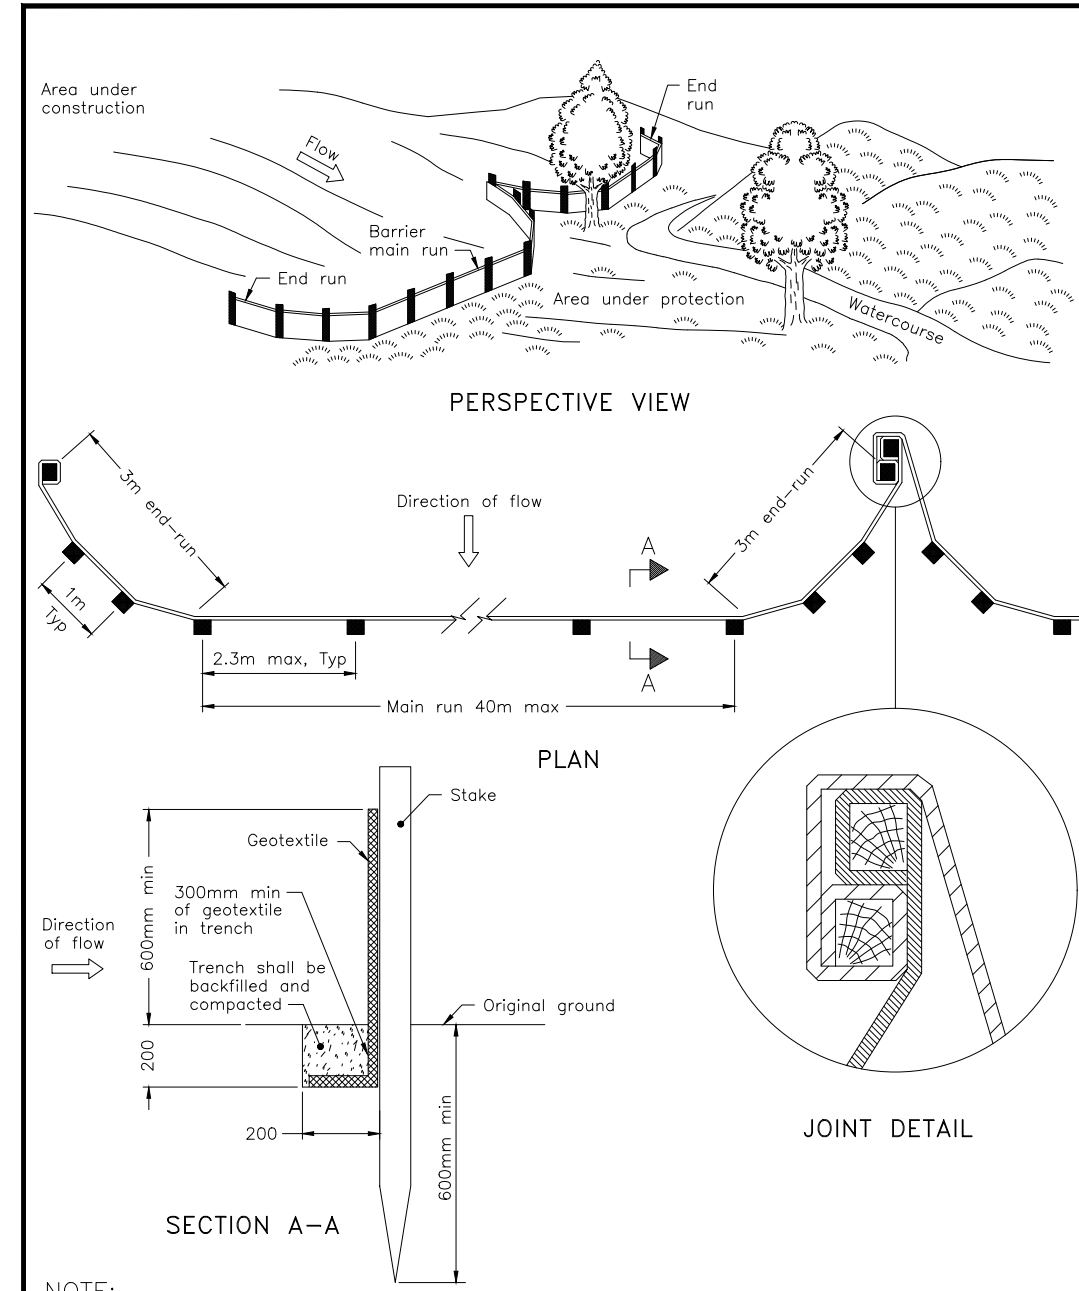 Area under
construction
End
run
Flow
Barrier
main run
End run
Area under protection
Watercourse
PERSPECTIVE VIEW
3m end-run
Direction of flow
3m end-run
A
1m
Typ
2.3m max, Typ
A
Main run 40m max
PLAN
Stake
Geotextile
600mm min
300mm min
of geotextile
in trench
Direction
of flow
Trench shall be
backfilled and
compacted
Original ground
200
200
600mm min
JOINT DETAIL
SECTION A-A
NOTE: